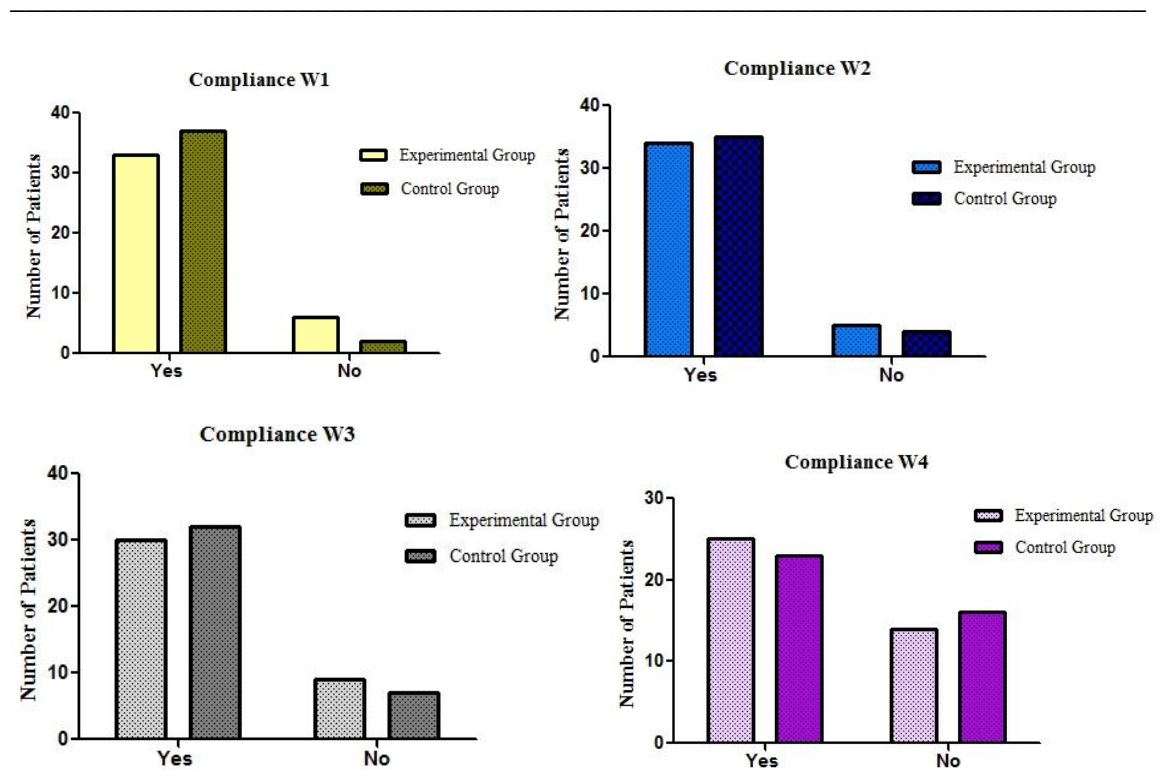 Compliance W1
Number of Patients
40
30
20
10
0
Yes No
Experimental Group
Control Group
Compliance W2
Number of Patients
40
30
20
10
0
Yes No
Experimental Group
Control Group
Compliance W3
Number of Patients
40
30
20
10
0
Yes No
Experimental Group
Control Group
Compliance W4
Number of Patients
30
20
10
0
Yes No
Experimental Group
Control Group